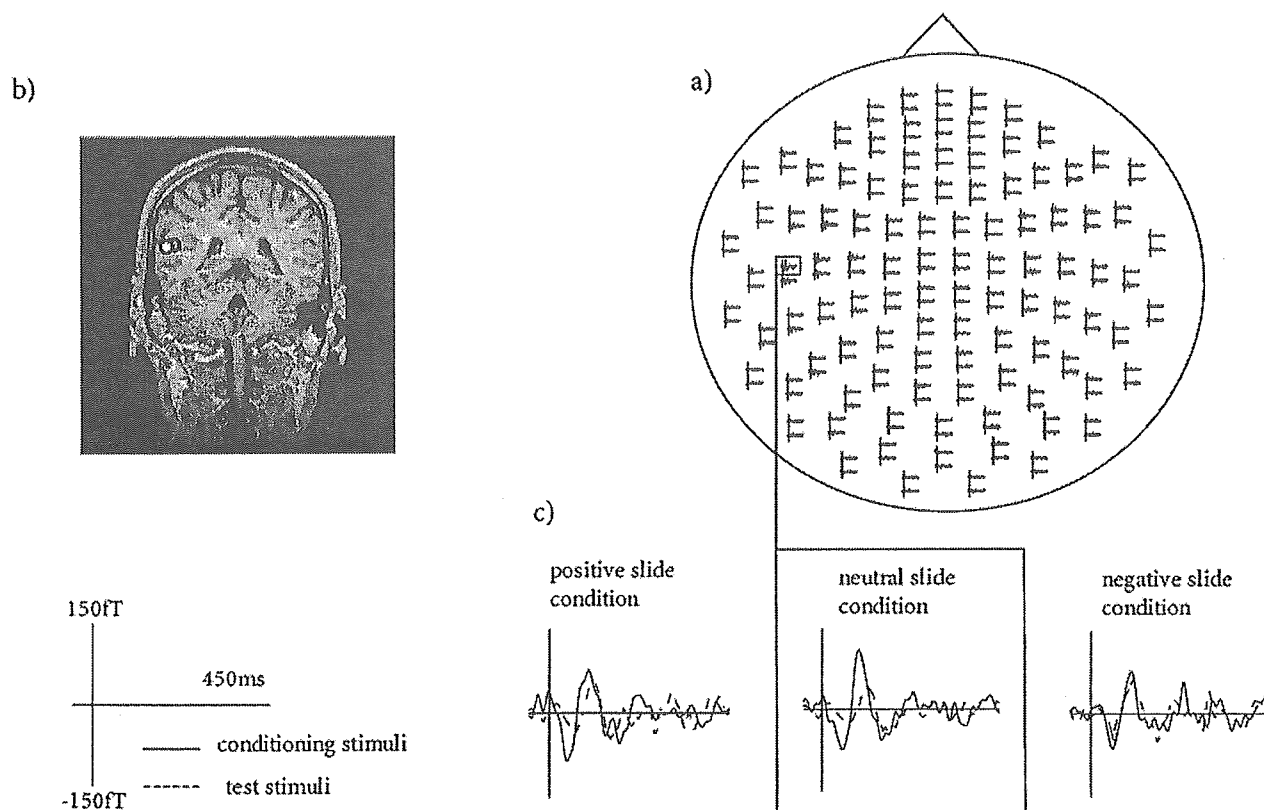 b)
a)
c)
positive slide
condition
neutral slide
condition
negative slide
condition
150fT
450ms
conditioning stimuli
test stimuli
-150fT